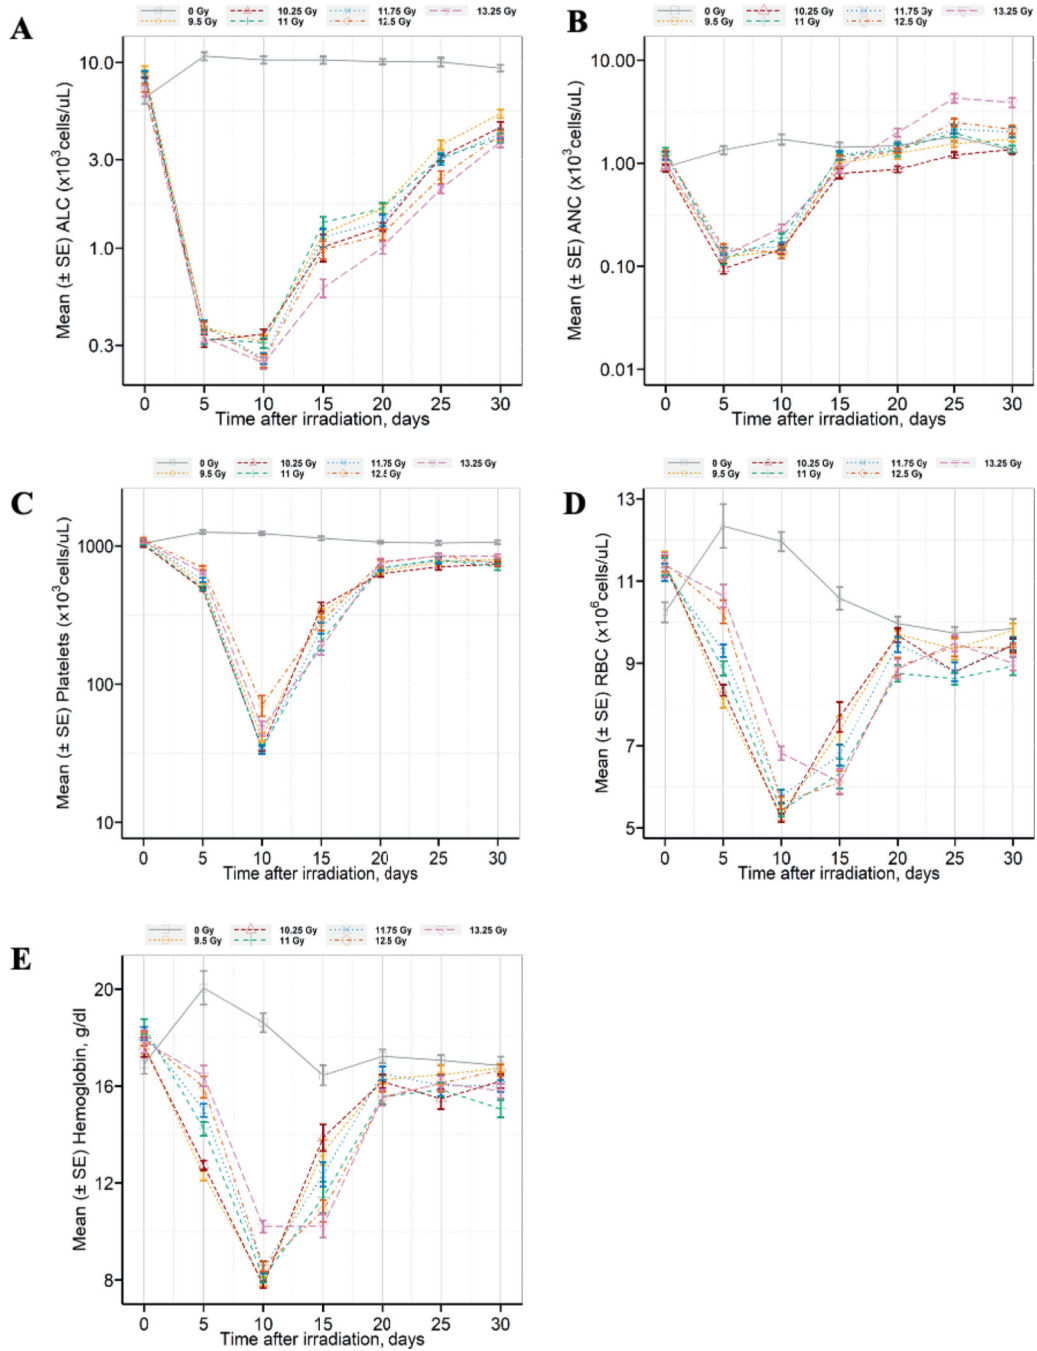 A
0 Gy 10.25 Gy 11.75 Gy 13.25 Gy
9.5 Gy 11 Gy 12.5 Gy
Mean (± SE) ALC (x10³cells/uL)
10.0
3.0
1.0
0.3
0 5 10 15 20 25 30
Time after irradiation, days
B
0 Gy 10.25 Gy 11.75 Gy 13.25 Gy
9.5 Gy 11 Gy 12.5 Gy
Mean (± SE) ANC (x10³cells/uL)
10.00
1.00
0.10
0.01
0 5 10 15 20 25 30
Time after irradiation, days
C
0 Gy 10.25 Gy 11.75 Gy 13.25 Gy
9.5 Gy 11 Gy 12.5 Gy
Mean (± SE) Platelets (x10³cells/uL)
1000
100
10
0 5 10 15 20 25 30
Time after irradiation, days
D
0 Gy 10.25 Gy 11.75 Gy 13.25 Gy
9.5 Gy 11 Gy 12.5 Gy
Mean (± SE) RBC (x10⁶cells/uL)
13
11
9
7
5
0 5 10 15 20 25 30
Time after irradiation, days
E
0 Gy 10.25 Gy 11.75 Gy 13.25 Gy
9.5 Gy 11 Gy 12.5 Gy
Mean (± SE) Hemoglobin, g/dl
20
16
12
8
0 5 10 15 20 25 30
Time after irradiation, days